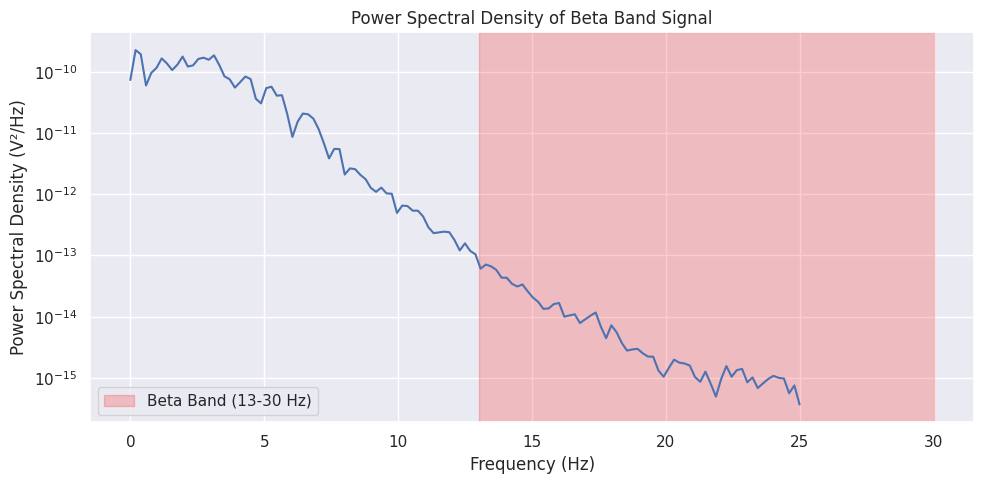 Power Spectral Density of Beta Band Signal
Power Spectral Density (V²/Hz)
10⁻¹⁰
10⁻¹¹
10⁻¹²
10⁻¹³
10⁻¹⁴
10⁻¹⁵
Beta Band (13-30 Hz)
0 5 10 15 20 25 30
Frequency (Hz)